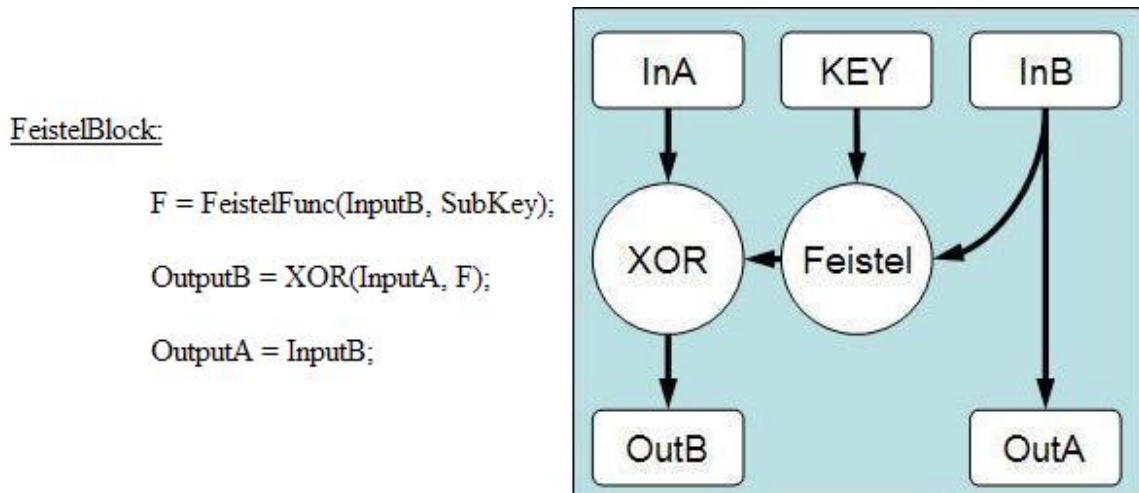 FeistelBlock:
F = FeistelFunc(InputB, SubKey);
OutputB = XOR(InputA, F);
OutputA = InputB;
InA KEY InB
XOR Feistel
OutB OutA